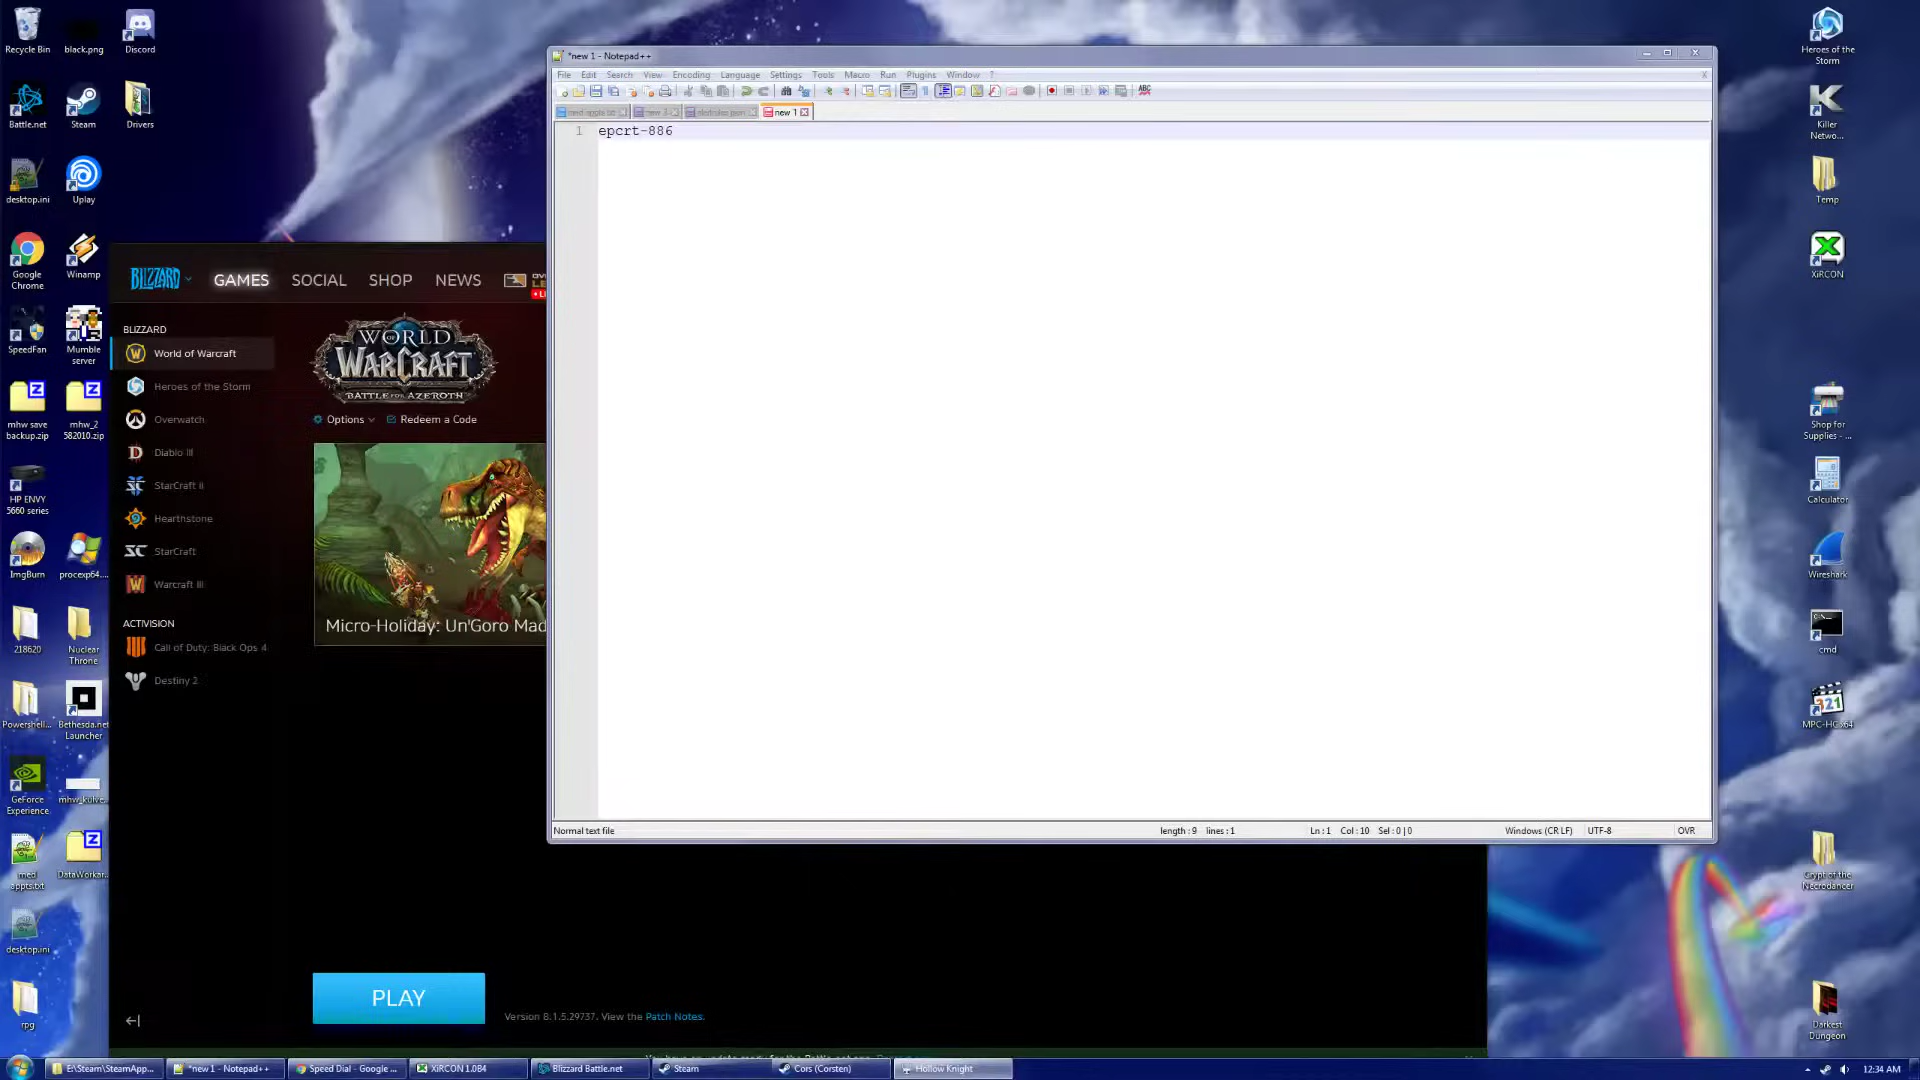 Recycle Bin
black.png
Discord
Battle.net
Steam
Drivers
desktop.ini
Uplay
Google Chrome
Winamp
SpeedFan
Mumble server
mhw save backup.zip
mhw_2 582010.zip
HP ENVY 5660 series
ImgBurn
procexp64....
218620
Nuclear Throne
Powershell...
Bethesda.net Launcher
GeForce Experience
mhw_kulve...
med appts.txt
DataWorkar...
desktop.ini
rpg
BLIZZARD
GAMES
SOCIAL
SHOP
NEWS
BLIZZARD
World of Warcraft
Heroes of the Storm
Overwatch
Diablo III
StarCraft II
Hearthstone
StarCraft
Warcraft III
ACTIVISION
Call of Duty: Black Ops 4
Destiny 2
WORLD OF WARCRAFT
BATTLE FOR AZEROTH
Options
Redeem a Code
Micro-Holiday: Un'Goro Mad
PLAY
Version 8.1.5.29737. View the Patch Notes.
*new 1 - Notepad++
File Edit Search View Encoding Language Settings Tools Macro Run Plugins Window ?
new 1
1 epcrt-886
Normal text file
length : 9 lines : 1
Ln : 1 Col : 10 Sel : 0 | 0
Windows (CR LF)
UTF-8
OVR
Heroes of the Storm
Killer Netwo...
Temp
XiRCON
Shop for Supplies - ...
Calculator
Wireshark
cmd
MPC-HC x64
Crypt of the Necrodancer
Darkest Dungeon
E:\Steam\SteamApp...
*new 1 - Notepad++
Speed Dial - Google ...
XiRCON 1.0B4
Blizzard Battle.net
Steam
Cors (Corsten)
Hollow Knight
12:34 AM